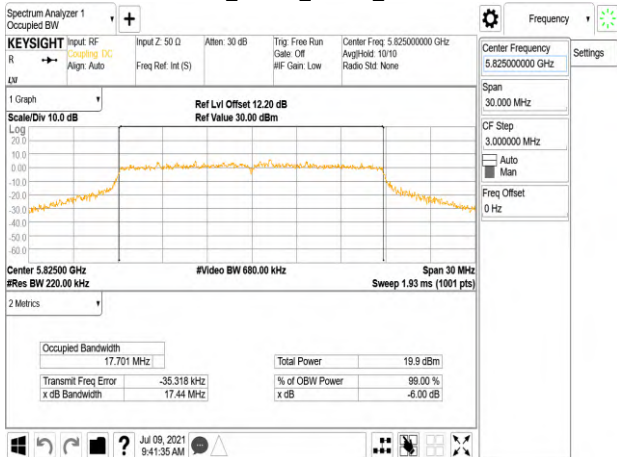 Spectrum Analyzer 1
Occupied BW
KEYSIGHT
R
LXI
Input: RF
Coupling: DC
Align: Auto
Input Z: 50 Ω
Freq Ref: Int (S)
Atten: 30 dB
Trig: Free Run
Gate: Off
#IF Gain: Low
Center Freq: 5.825000000 GHz
Avg|Hold: 10/10
Radio Std: None
1 Graph
Scale/Div 10.0 dB
Ref Lvl Offset 12.20 dB
Ref Value 30.00 dBm
Log
20.0
10.0
0.00
-10.0
-20.0
-30.0
-40.0
-50.0
-60.0
Center 5.82500 GHz
#Res BW 220.00 kHz
#Video BW 680.00 kHz
Span 30 MHz
Sweep 1.93 ms (1001 pts)
2 Metrics
Occupied Bandwidth
17.701 MHz
Transmit Freq Error -35.318 kHz
x dB Bandwidth 17.44 MHz
Total Power 19.9 dBm
% of OBW Power 99.00 %
x dB -6.00 dB
Jul 09, 2021
9:41:35 AM
Frequency
Settings
Center Frequency
5.825000000 GHz
Span
30.000 MHz
CF Step
3.000000 MHz
Auto
Man
Freq Offset
0 Hz